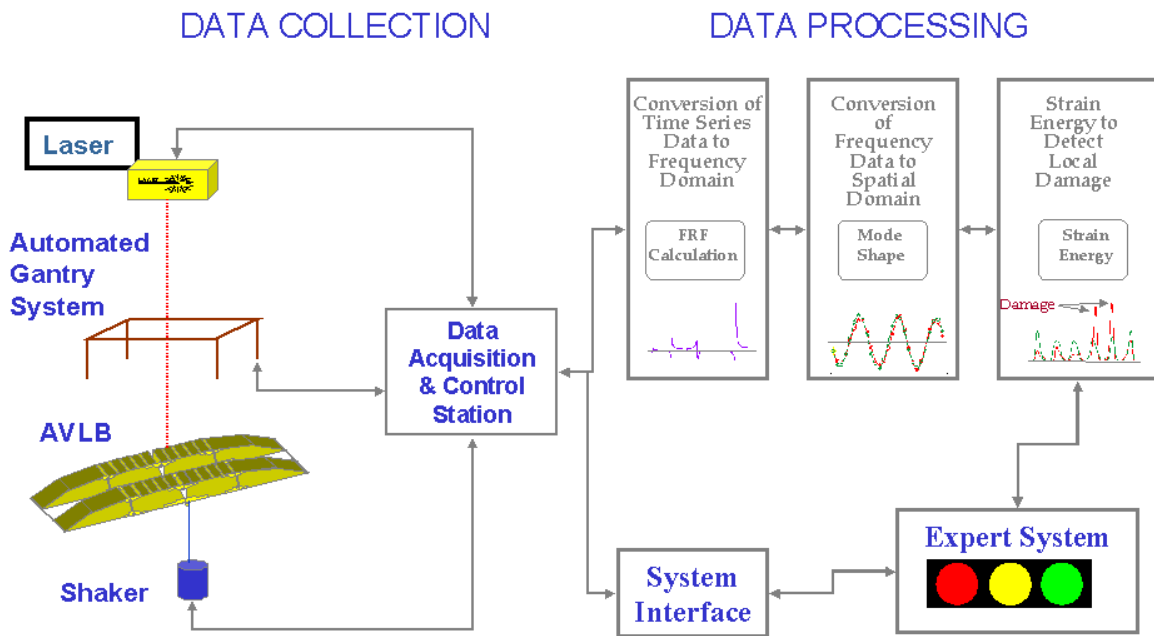 DATA COLLECTION
DATA PROCESSING
Laser
Automated
Gantry
System
AVLB
Shaker
Data
Acquisition
& Control
Station
Conversion of
Time Series
Data to
Frequency
Domain
FRF
Calculation
Conversion
of
Frequency
Data to
Spatial
Domain
Mode
Shape
Strain
Energy to
Detect
Local
Damage
Strain
Energy
Damage
System
Interface
Expert System